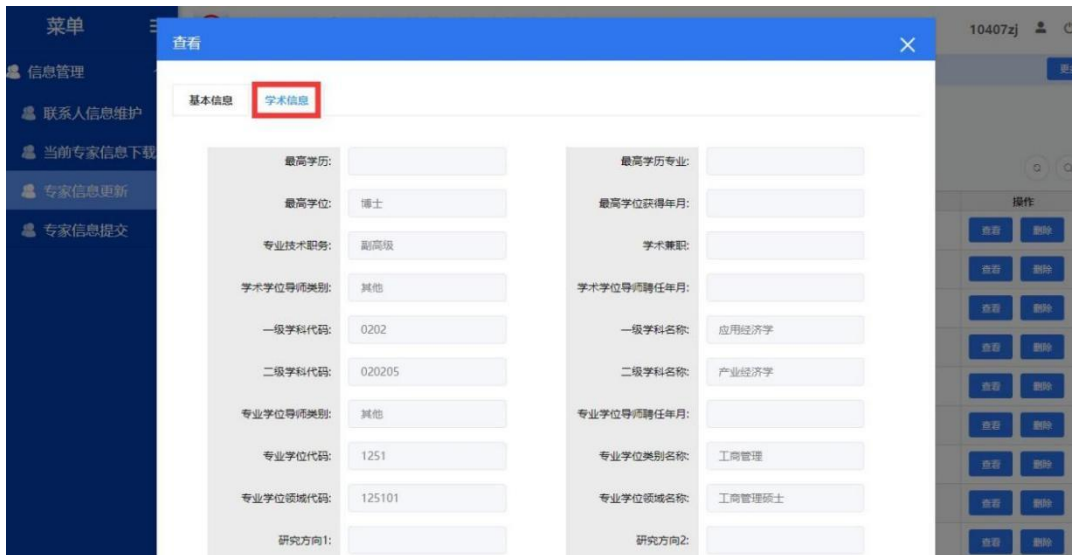 菜单
10407zj
查看
信息管理
基本信息 学术信息
联系人信息维护
当前专家信息下载
最高学历: 最高学历专业:
专家信息更新
最高学位: 博士 最高学位获得年月:
操作
专家信息提交
专业技术职务: 副高级 学术兼职:
查看 删除
学术学位导师类别: 其他 学术学位导师聘任年月:
查看 删除
一级学科代码: 0202 一级学科名称: 应用经济学
查看 删除
二级学科代码: 020205 二级学科名称: 产业经济学
查看 删除
专业学位导师类别: 其他 专业学位导师聘任年月:
查看 删除
专业学位代码: 1251 专业学位类别名称: 工商管理
查看 删除
查看 删除
专业学位领域代码: 125101 专业学位领域名称: 工商管理硕士
查看 删除
研究方向1: 研究方向2:
查看 删除